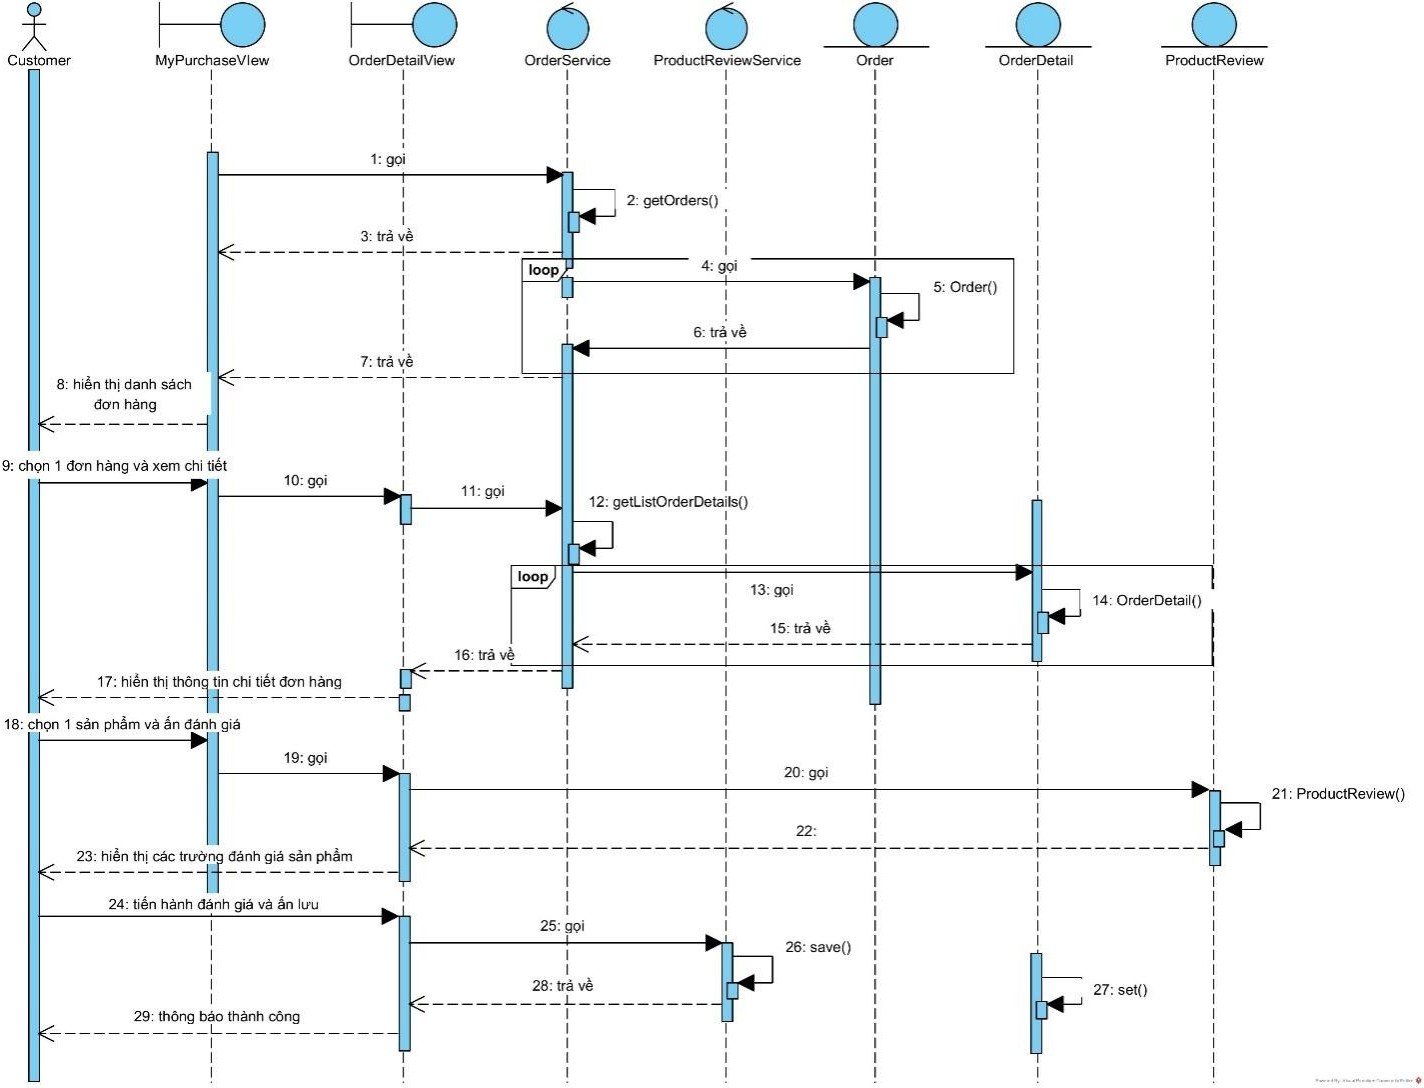 Customer
MyPurchaseVIew
OrderDetailView
OrderService
ProductReviewService
Order
OrderDetail
ProductReview
1: gọi
2: getOrders()
3: trả về
loop
4: gọi
5: Order()
6: trả về
7: trả về
8: hiển thị danh sách
đơn hàng
9: chọn 1 đơn hàng và xem chi tiết
10: gọi
11: gọi
12: getListOrderDetails()
loop
13: gọi
14: OrderDetail()
15: trả về
16: trả về
17: hiển thị thông tin chi tiết đơn hàng
18: chọn 1 sản phẩm và ấn đánh giá
19: gọi
20: gọi
21: ProductReview()
22:
23: hiển thị các trường đánh giá sản phẩm
24: tiến hành đánh giá và ấn lưu
25: gọi
26: save()
27: set()
28: trả về
29: thông báo thành công